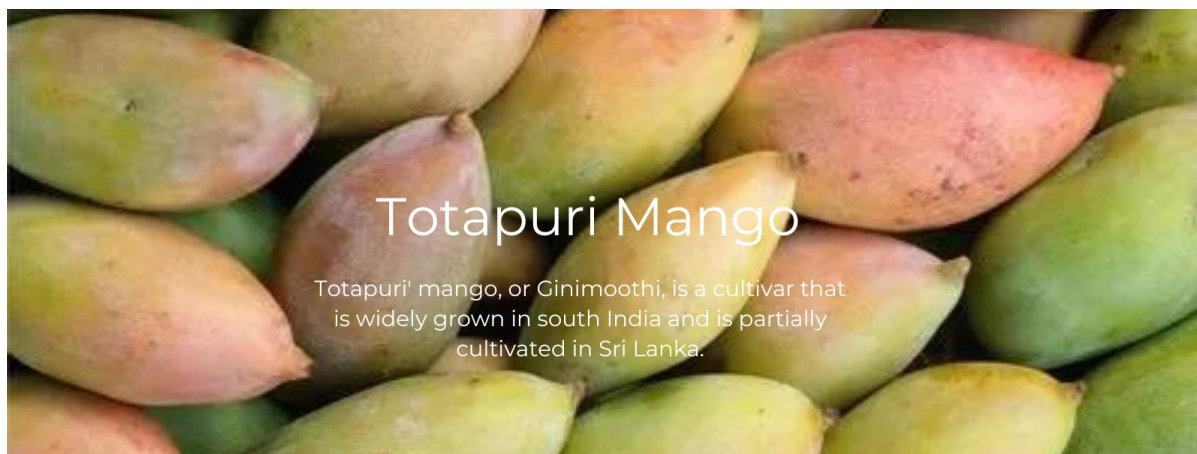 Totapuri Mango
Totapuri' mango, or Ginimoothi, is a cultivar that
is widely grown in south India and is partially
cultivated in Sri Lanka.